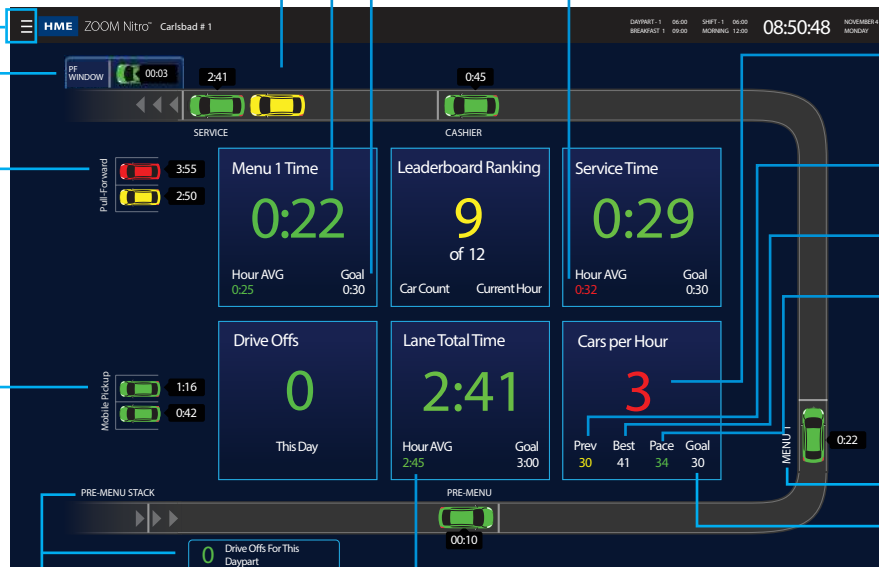 HME ZOOM Nitro™ Carlsbad # 1
DAYPART - 1 06:00 SHIFT - 1 06:00
BREAKFAST 1 09:00 MORNING 12:00
08:50:48
NOVEMBER 4
MONDAY
PF
WINDOW
00:03
2:41
0:45
SERVICE
CASHIER
Pull-Forward
3:55
2:50
Menu 1 Time
0:22
Hour AVG Goal
0:25 0:30
Leaderboard Ranking
9
of 12
Car Count Current Hour
Service Time
0:29
Hour AVG Goal
0:32 0:30
Mobile Pickup
1:16
0:42
Drive Offs
0
This Day
Lane Total Time
2:41
Hour AVG Goal
2:45 3:00
Cars per Hour
3
Prev Best Pace Goal
30 41 34 30
MENU 1
0:22
PRE-MENU STACK
PRE-MENU
00:10
0 Drive Offs For This
Daypart